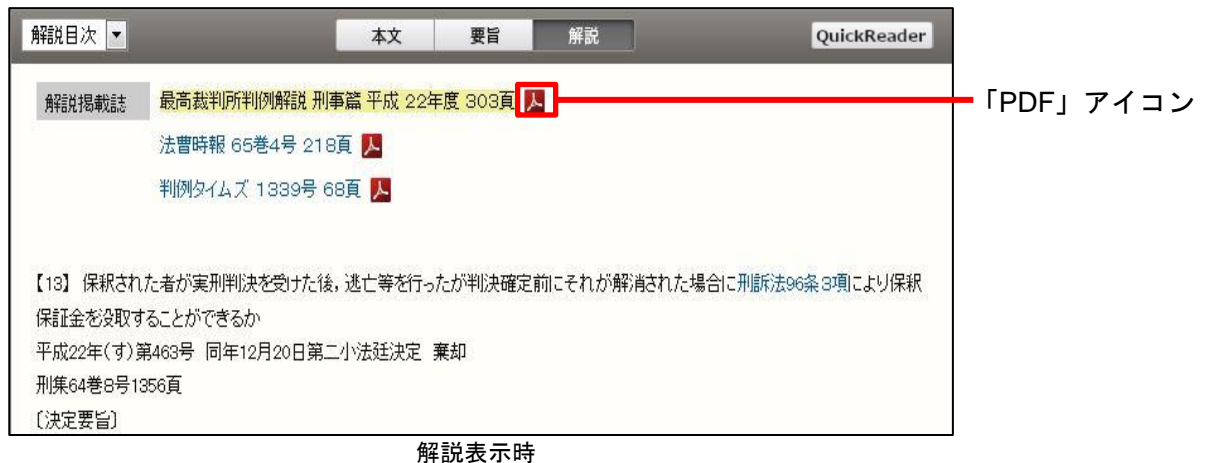 解説目次
本文 要旨 解説
QuickReader
解説掲載誌 最高裁判所判例解説 刑事篇 平成 22年度 303頁
「PDF」アイコン
法曹時報 65巻4号 218頁
判例タイムズ 1339号 68頁
【13】 保釈された者が実刑判決を受けた後，逃亡等を行ったが判決確定前にそれが解消された場合に刑訴法96条3項により保釈
保証金を没取することができるか
平成22年(す)第463号 同年12月20日第二小法廷決定 棄却
刑集64巻8号1356頁
〔決定要旨〕
解説表示時